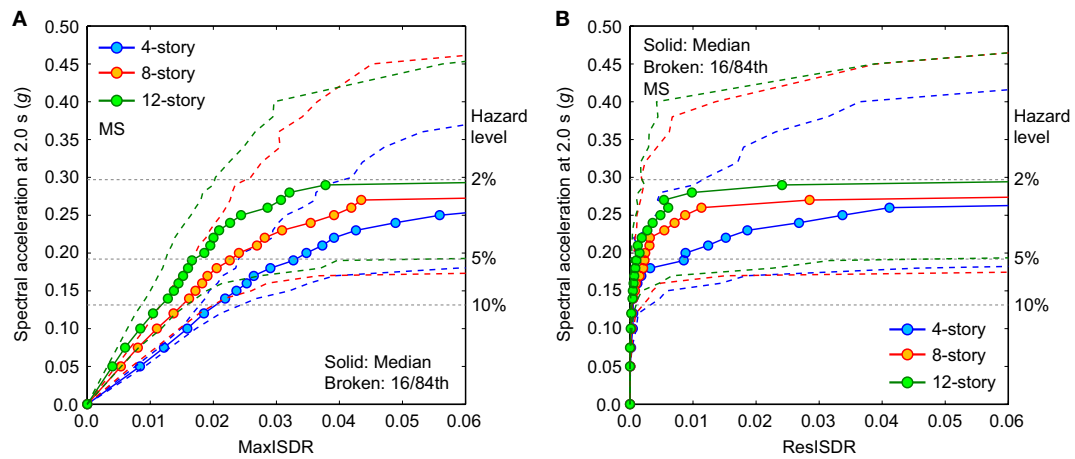 A
4-story
8-story
12-story
MS
Solid: Median
Broken: 16/84th
Hazard
level
2%
5%
10%
Spectral acceleration at 2.0 s (g)
0.45
0.40
0.35
0.30
0.25
0.20
0.15
0.10
0.05
0.0
0.0 0.01 0.02 0.03 0.04 0.05 0.06
MaxISDR
B
Solid: Median
Broken: 16/84th
MS
4-story
8-story
12-story
Hazard
level
2%
5%
10%
Spectral acceleration at 2.0 s (g)
0.45
0.40
0.35
0.30
0.25
0.20
0.15
0.10
0.05
0.0
0.0 0.01 0.02 0.03 0.04 0.05 0.06
ResISDR